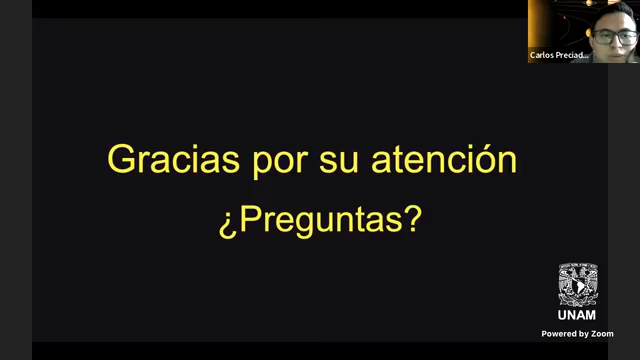 Carlos Preciad...
Gracias por su atención
¿Preguntas?
UNAM
Powered by Zoom